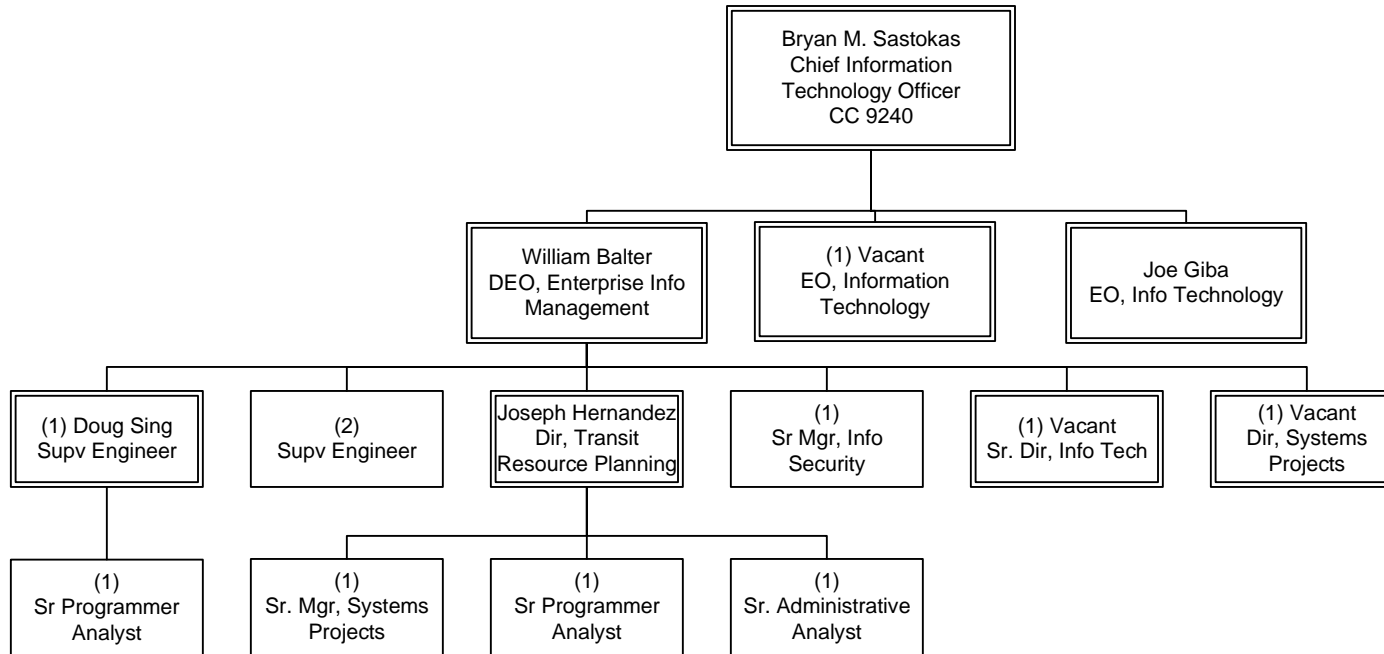 Bryan M. Sastokas
Chief Information
Technology Officer
CC 9240
William Balter
DEO, Enterprise Info
Management
(1) Vacant
EO, Information
Technology
Joe Giba
EO, Info Technology
(1) Doug Sing
Supv Engineer
(2)
Supv Engineer
Joseph Hernandez
Dir, Transit
Resource Planning
(1)
Sr Mgr, Info
Security
(1) Vacant
Sr. Dir, Info Tech
(1) Vacant
Dir, Systems
Projects
(1)
Sr Programmer
Analyst
(1)
Sr. Mgr, Systems
Projects
(1)
Sr Programmer
Analyst
(1)
Sr. Administrative
Analyst